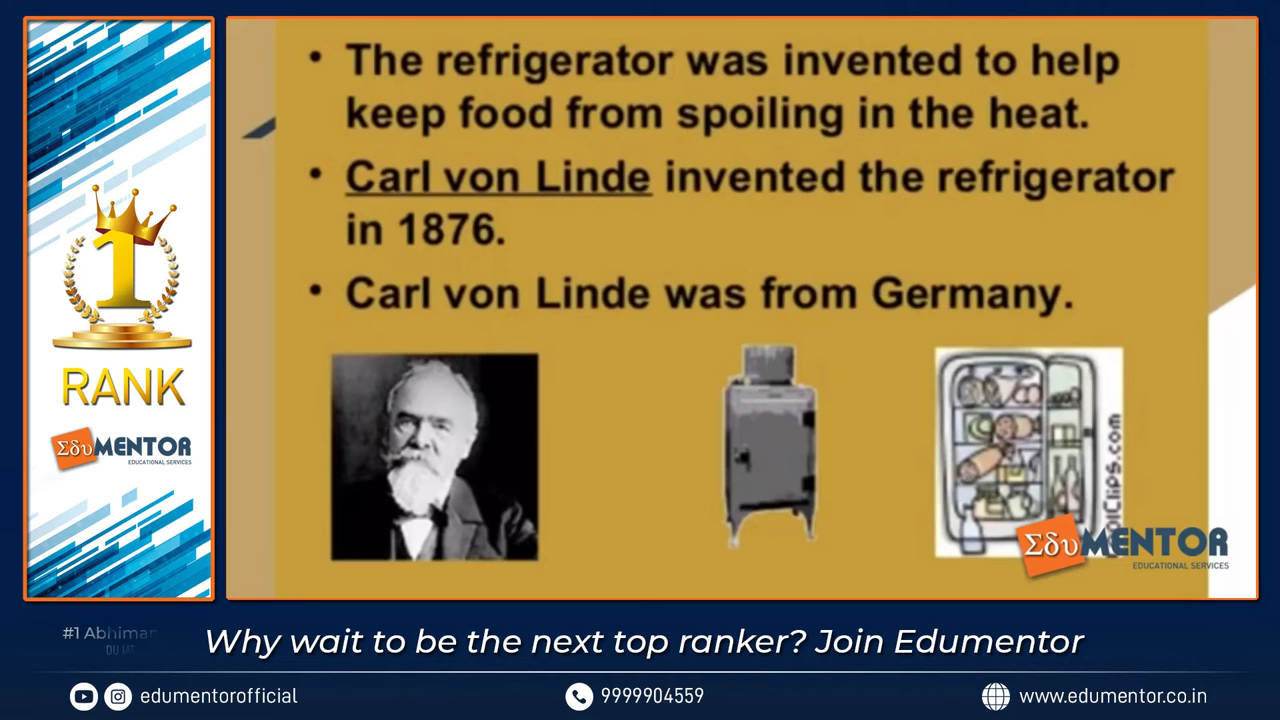 • The refrigerator was invented to help
keep food from spoiling in the heat.
• Carl von Linde invented the refrigerator
in 1876.
• Carl von Linde was from Germany.
1
RANK
ΣδυMENTOR
EDUCATIONAL SERVICES
ΣδυMENTOR
EDUCATIONAL SERVICES
#1 Abhiman
Why wait to be the next top ranker? Join Edumentor
edumentorofficial
9999904559
www.edumentor.co.in